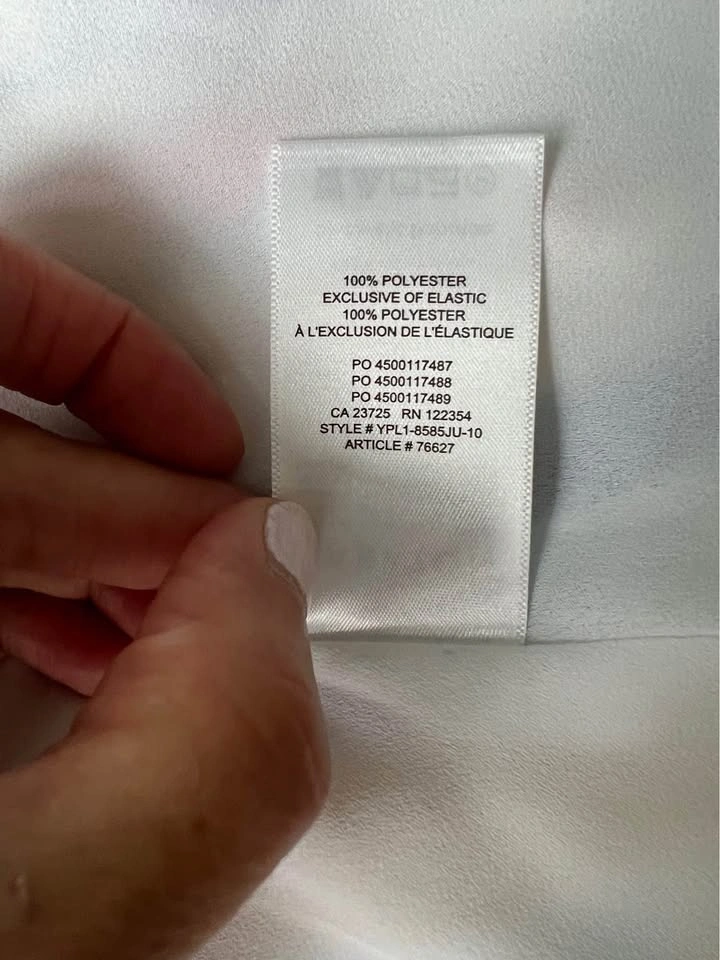 100% POLYESTER
EXCLUSIVE OF ELASTIC
100% POLYESTER
À L'EXCLUSION DE L'ÉLASTIQUE
PO 4500117487
PO 4500117488
PO 4500117489
CA 23725 RN 122354
STYLE # YPL1-8585JU-10
ARTICLE # 76627